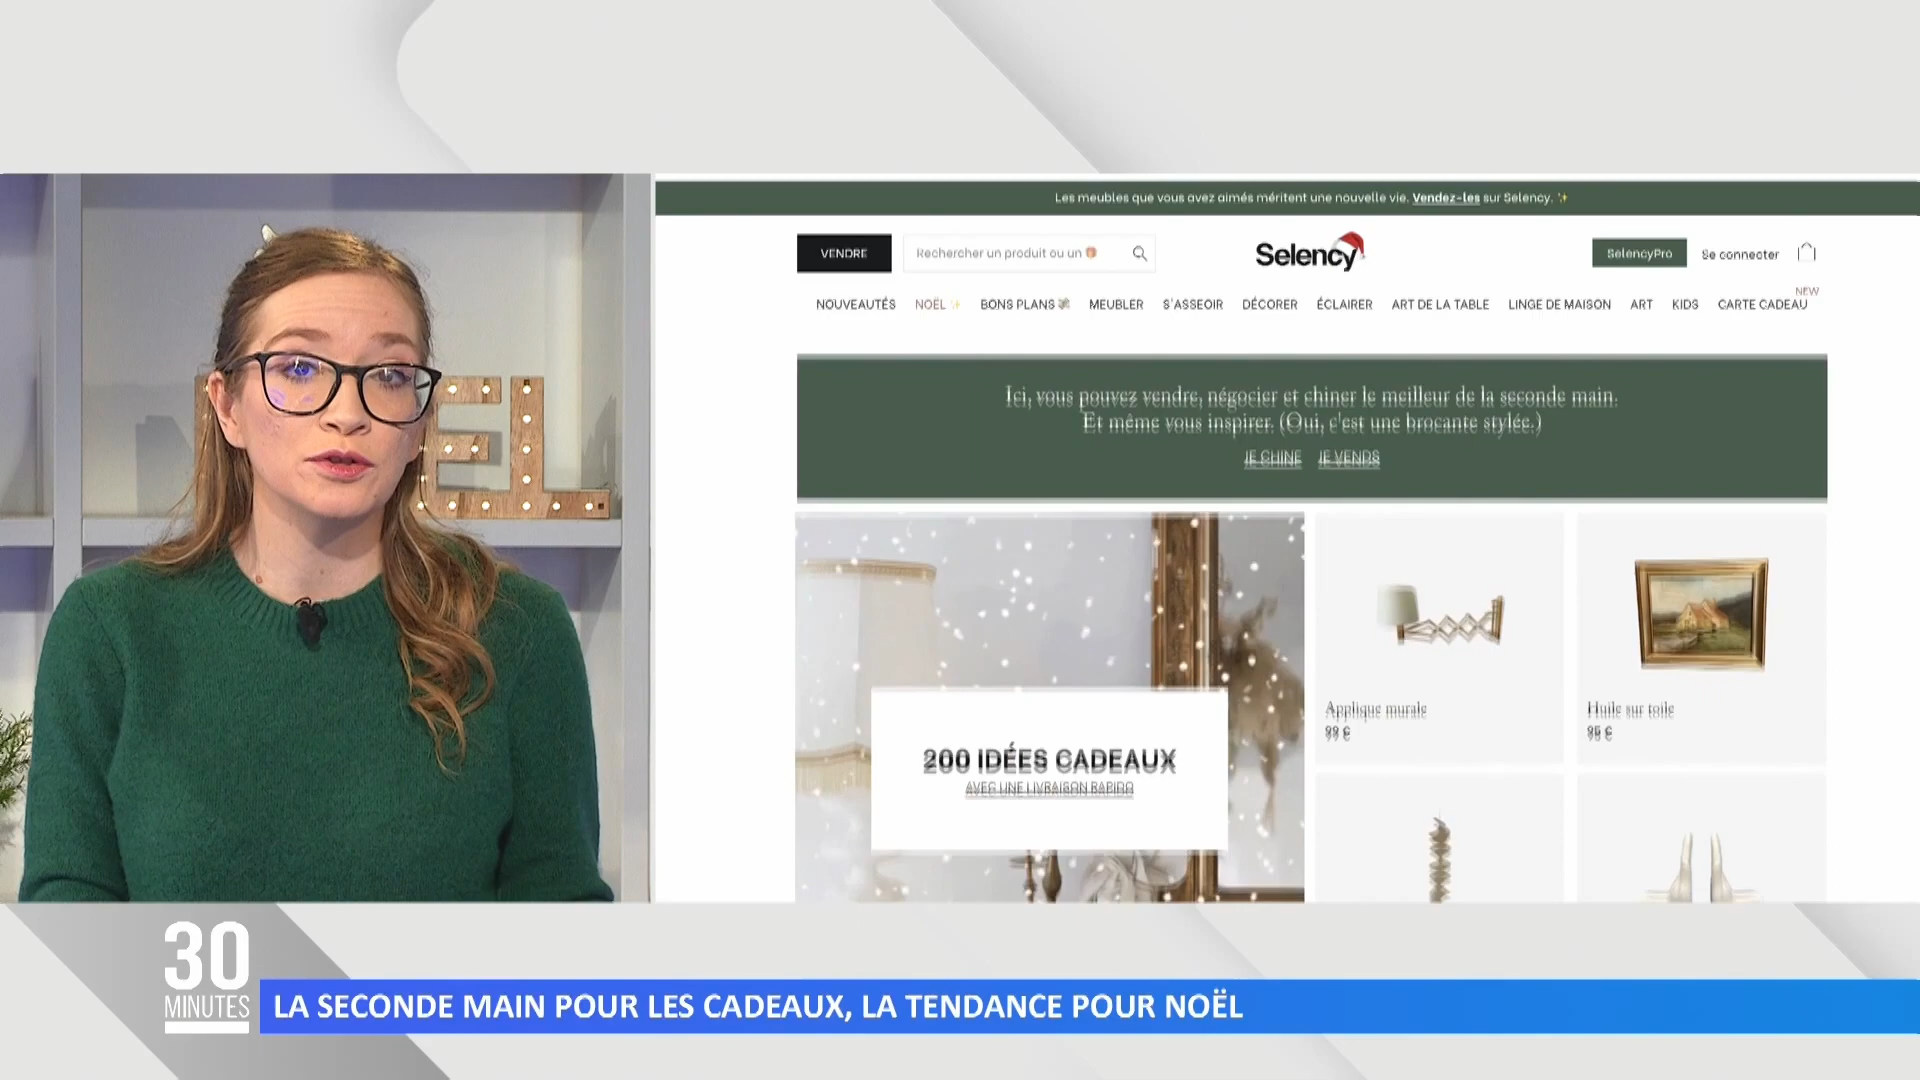 Les meubles que vous avez aimés méritent une nouvelle vie. Vendez-les sur Selency. ✨
VENDRE
Rechercher un produit ou un 🎁
Selency
SelencyPro
Se connecter
NEW
NOUVEAUTÉS NOËL ✨ BONS PLANS 💸 MEUBLER S'ASSEOIR DÉCORER ÉCLAIRER ART DE LA TABLE LINGE DE MAISON ART KIDS CARTE CADEAU
Ici, vous pouvez vendre, négocier et chiner le meilleur de la seconde main.
Et même vous inspirer. (Oui, c'est une brocante stylée.)
JE CHINE JE VENDS
200 IDÉES CADEAUX
AVEC UNE LIVRAISON RAPIDO
Applique murale
99 €
Huile sur toile
95 €
EL
30
MINUTES
LA SECONDE MAIN POUR LES CADEAUX, LA TENDANCE POUR NOËL